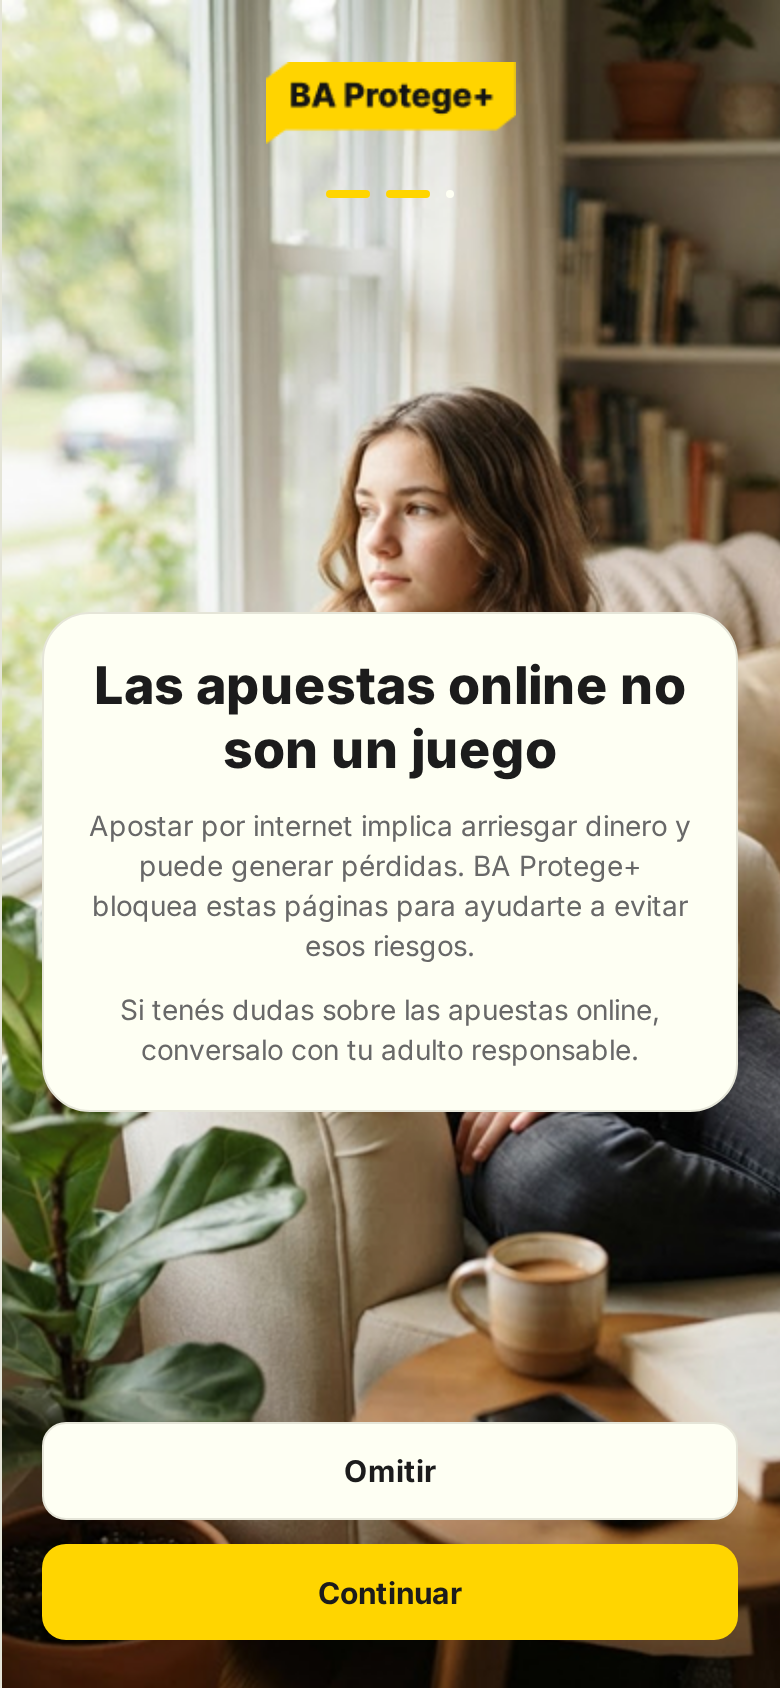 BA Protege+
Las apuestas online no
son un juego
Apostar por internet implica arriesgar dinero y
puede generar pérdidas. BA Protege+
bloquea estas páginas para ayudarte a evitar
esos riesgos.
Si tenés dudas sobre las apuestas online,
conversalo con tu adulto responsable.
Omitir
Continuar